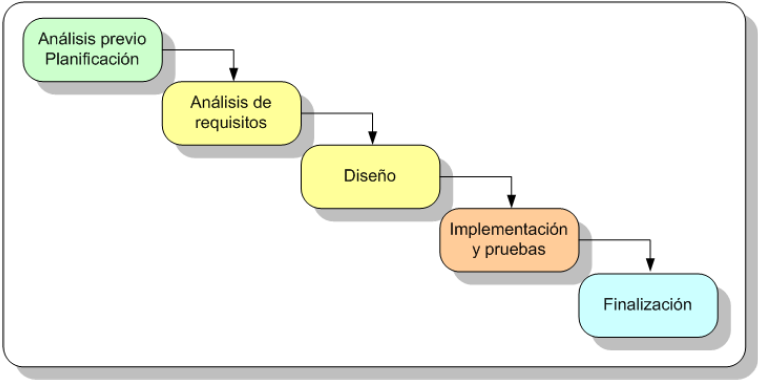 Análisis previo
Planificación
Análisis de
requisitos
Diseño
Implementación
y pruebas
Finalización